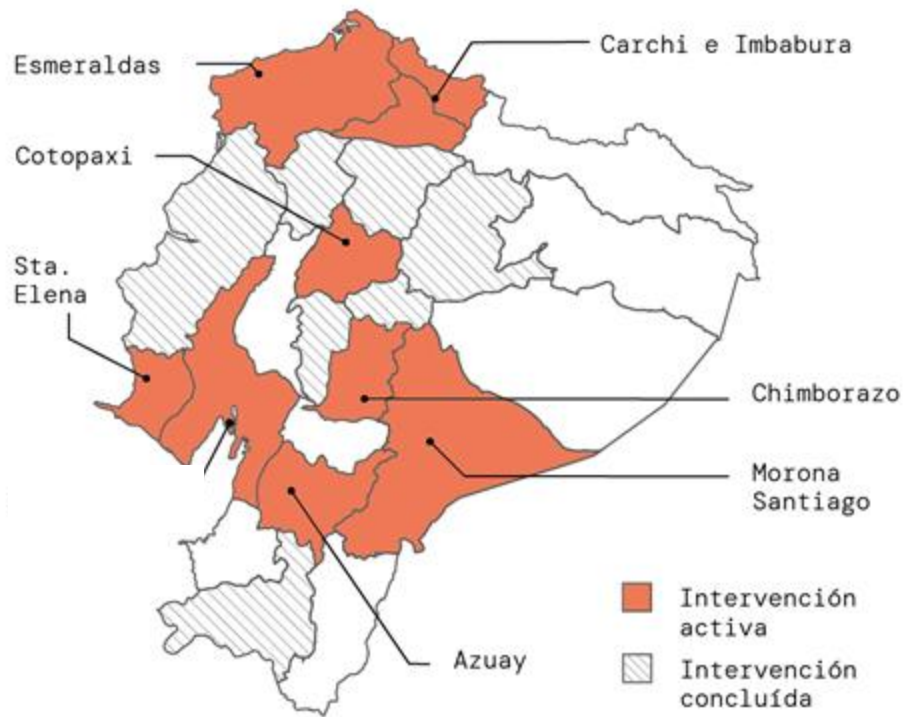 Esmeraldas
Carchi e Imbabura
Cotopaxi
Sta.
Elena
Chimborazo
Morona
Santiago
Azuay
Intervención
activa
Intervención
concluída